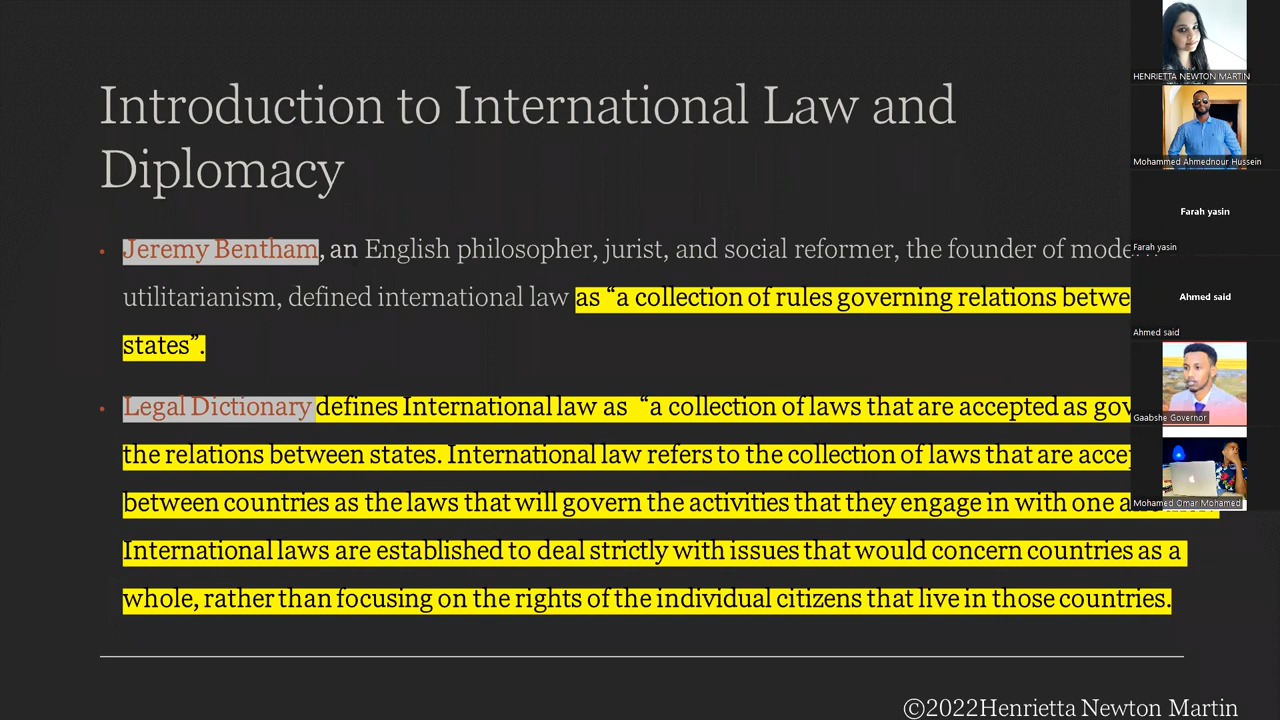 Introduction to International Law and
Diplomacy
• Jeremy Bentham, an English philosopher, jurist, and social reformer, the founder of
utilitarianism, defined international law as “a collection of rules governing relations
states”.
• Legal Dictionary defines International law as “a collection of laws that are accepted as
the relations between states. International law refers to the collection of laws that are
between countries as the laws that will govern the activities that they engage in with one
International laws are established to deal strictly with issues that would concern countries as a
whole, rather than focusing on the rights of the individual citizens that live in those countries.
©2022Henrietta Newton Martin
HENRIETTA NEWTON MARTIN
Mohammed Ahmednour Hussein
Farah yasin
Farah yasin
Ahmed said
Ahmed said
Gaabshe Governor
Mohamed Omar Mohamed